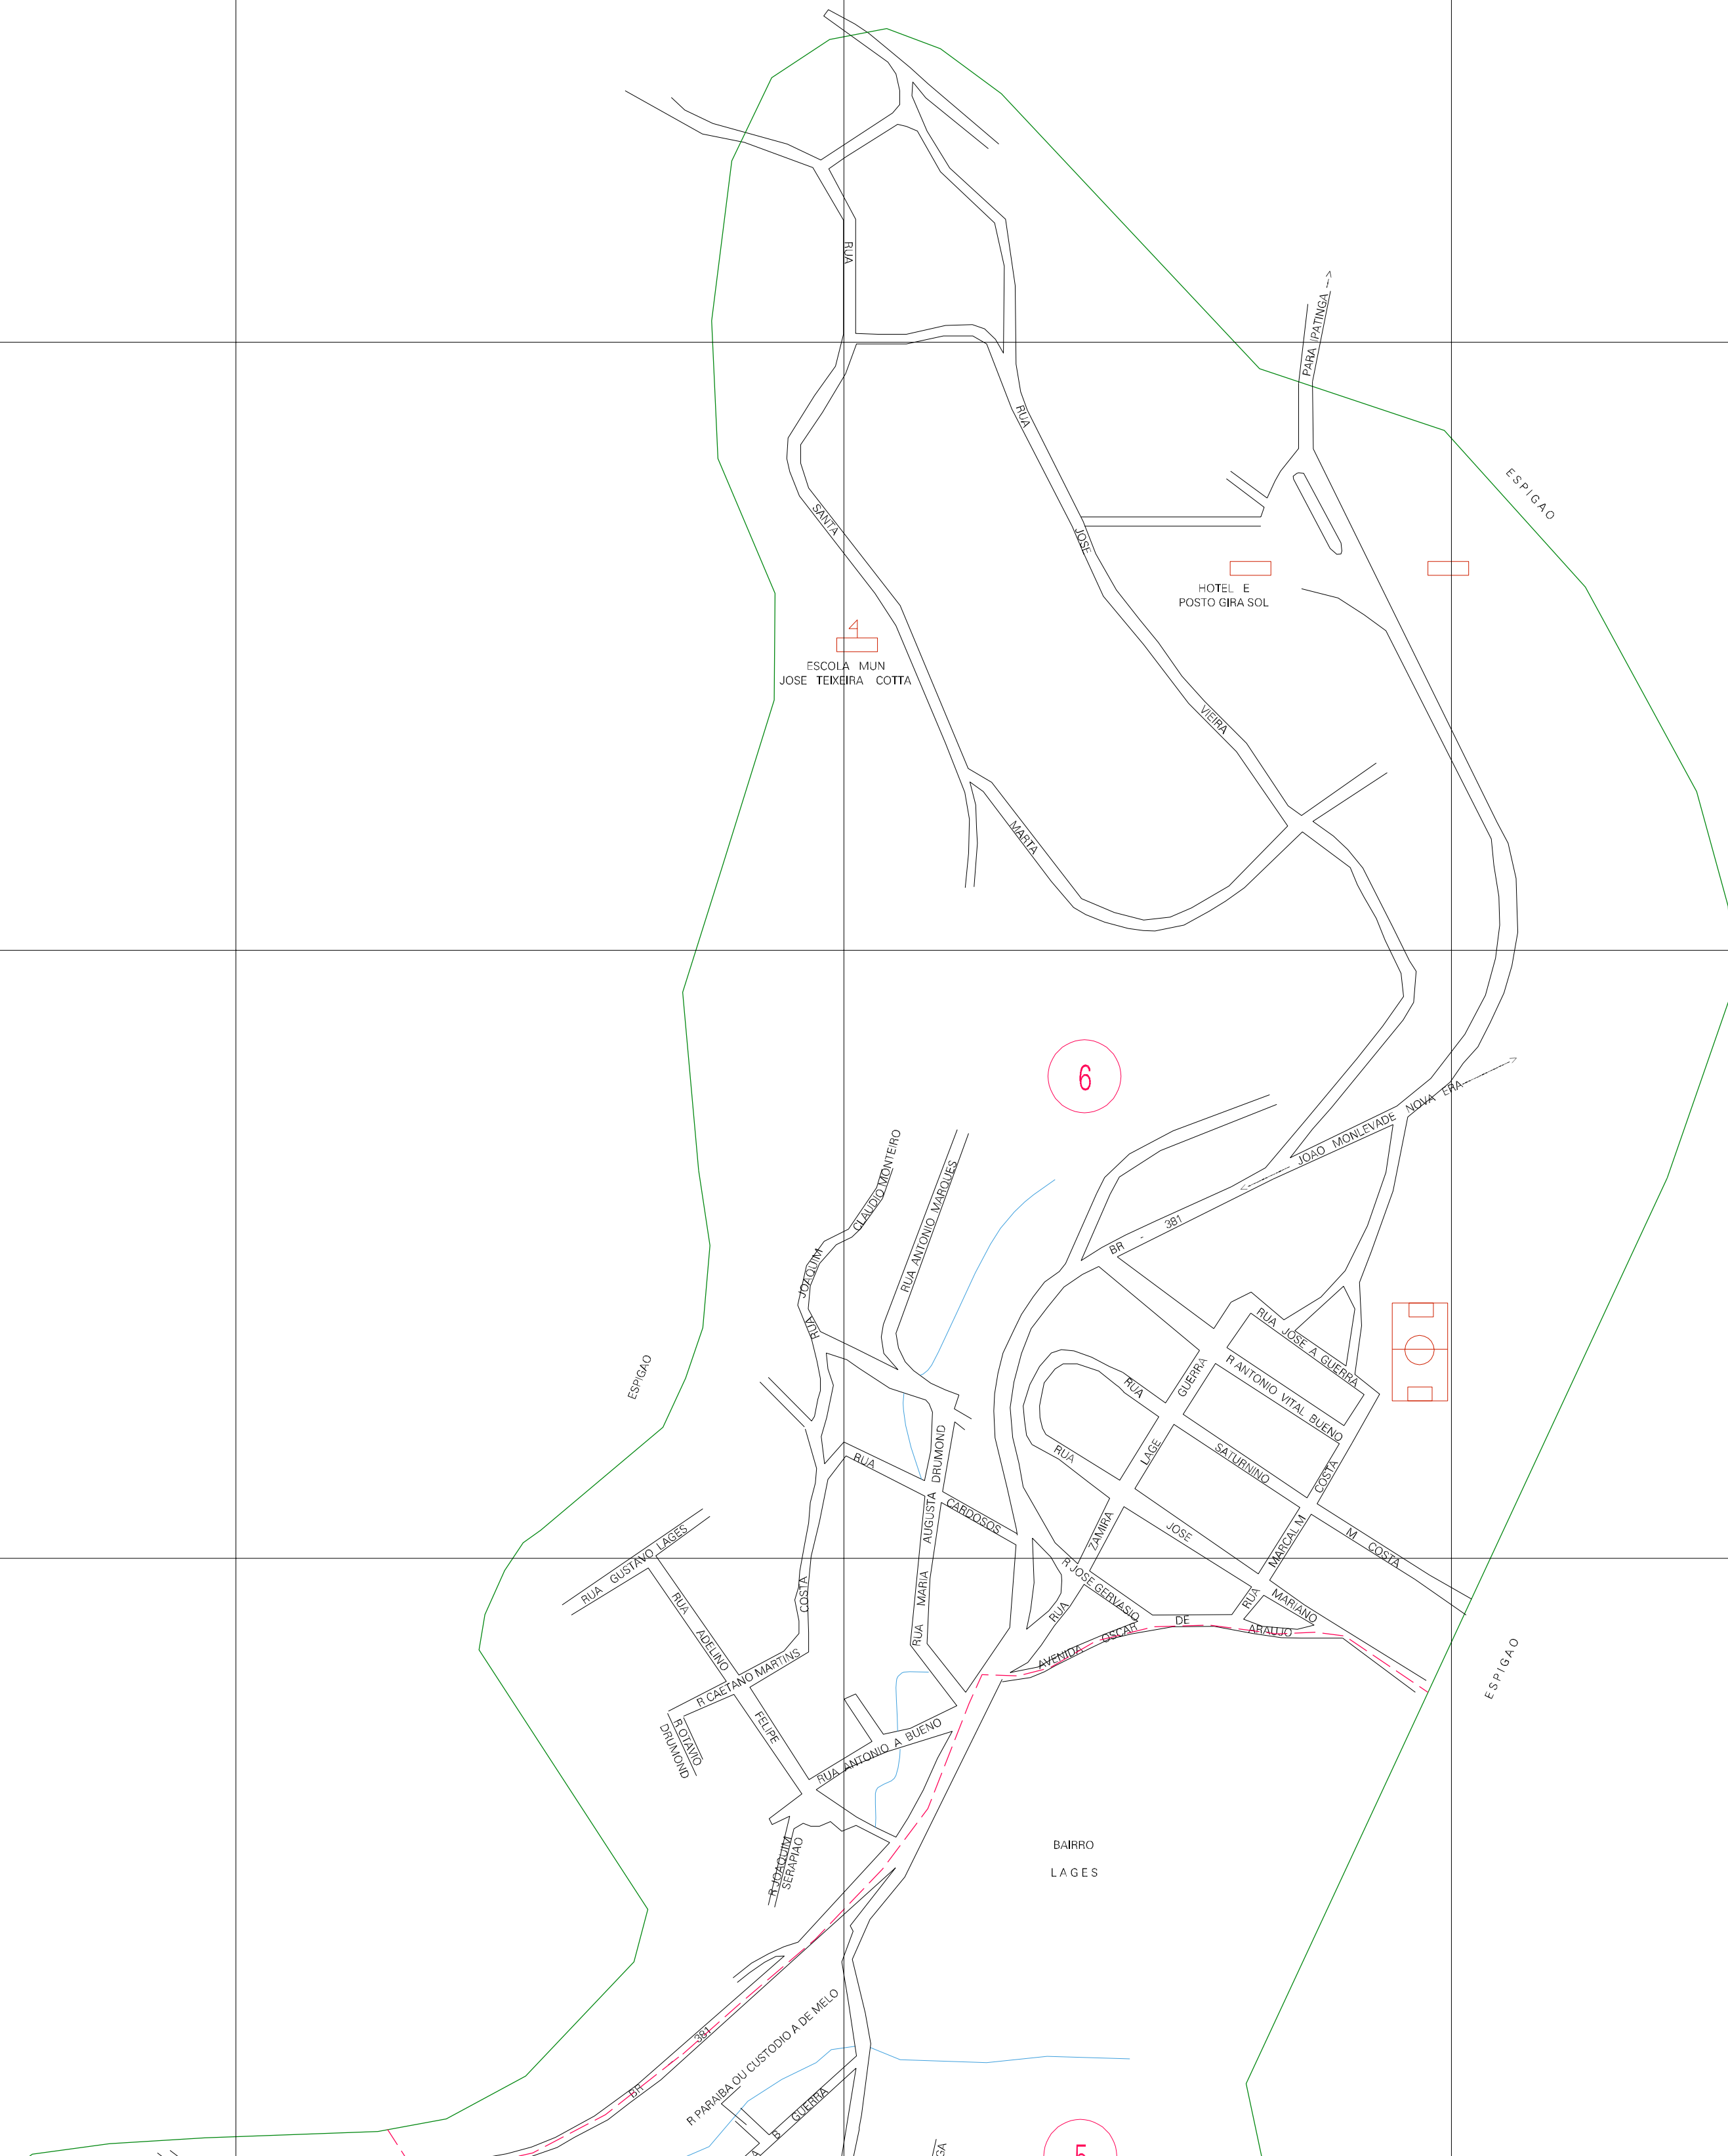 RUA
PARA IPATINGA
RUA
ESPIGAO
SANTA
JOSE
HOTEL E
POSTO GIRA SOL
4
ESCOLA MUN
JOSE TEIXEIRA COTTA
VIEIRA
MARTA
6
JOAO MONLEVADE
NOVA ERA
RUA JOAQUIM CLAUDIO MONTEIRO
RUA ANTONIO MARQUES
BR - 381
RUA JOSE A GUERRA
R ANTONIO VITAL BUENO
ESPIGAO
RUA
GUERRA
SATURNINO
RUA
LAGE
COSTA
RUA
CARDOSOS
RUA MARIA AUGUSTA DRUMOND
ZAMIRA
JOSE
MARCAL M
M COSTA
RUA GUSTAVO LAGES
R JOSE GERVASIO
COSTA
RUA
RUA
MARIANO
RUA
ADELINO
AVENIDA OSCAR DE ARAUJO
ESPIGAO
R CAETANO MARTINS
R OTAVIO
DRUMOND
FELIPE
RUA ANTONIO A BUENO
R JOAQUIM
SERAPIAO
BAIRRO
LAGES
BR 381
R PARAIBA OU CUSTODIO A DE MELO
B GUERRA
5
GA